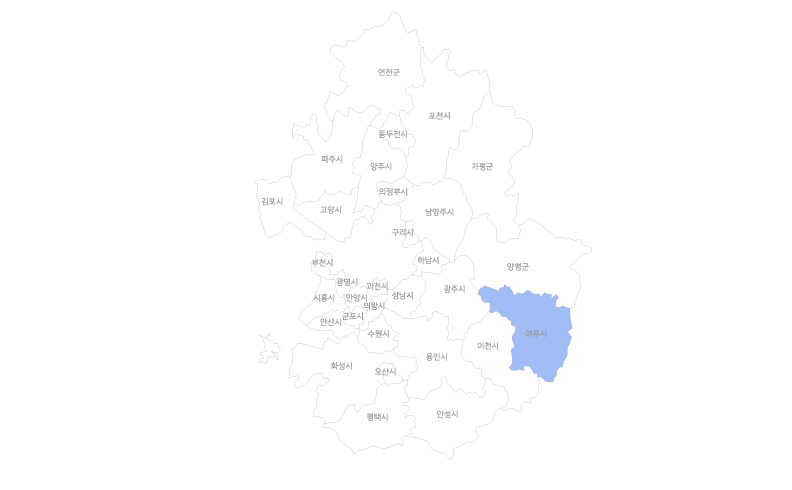 연천군
포천시
동두천시
파주시
양주시
가평군
의정부시
김포시
고양시
남양주시
구리시
하남시
부천시
양평군
광명시
과천시
광주시
시흥시
안양시
성남시
의왕시
군포시
안산시
수원시
여주시
이천시
용인시
화성시
오산시
평택시
안성시